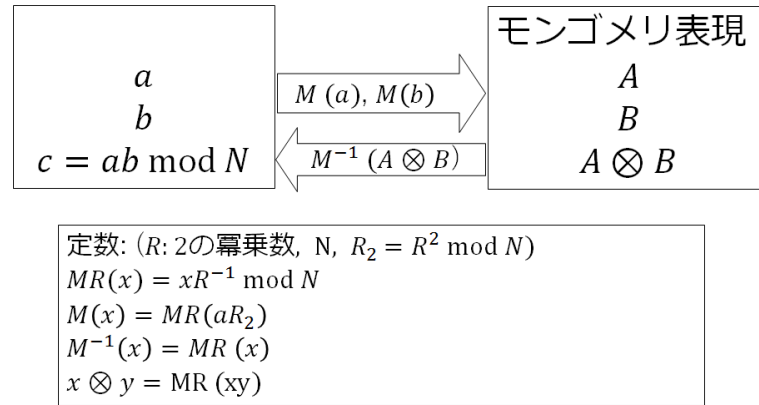 a
b
c = ab mod N
M (a), M(b)
M⁻¹ (A ⊗ B)
モンゴメリ表現
A
B
A ⊗ B
定数: (R: 2の冪乗数, N, R₂ = R² mod N)
MR(x) = xR⁻¹ mod N
M(x) = MR(aR₂)
M⁻¹(x) = MR (x)
x ⊗ y = MR (xy)